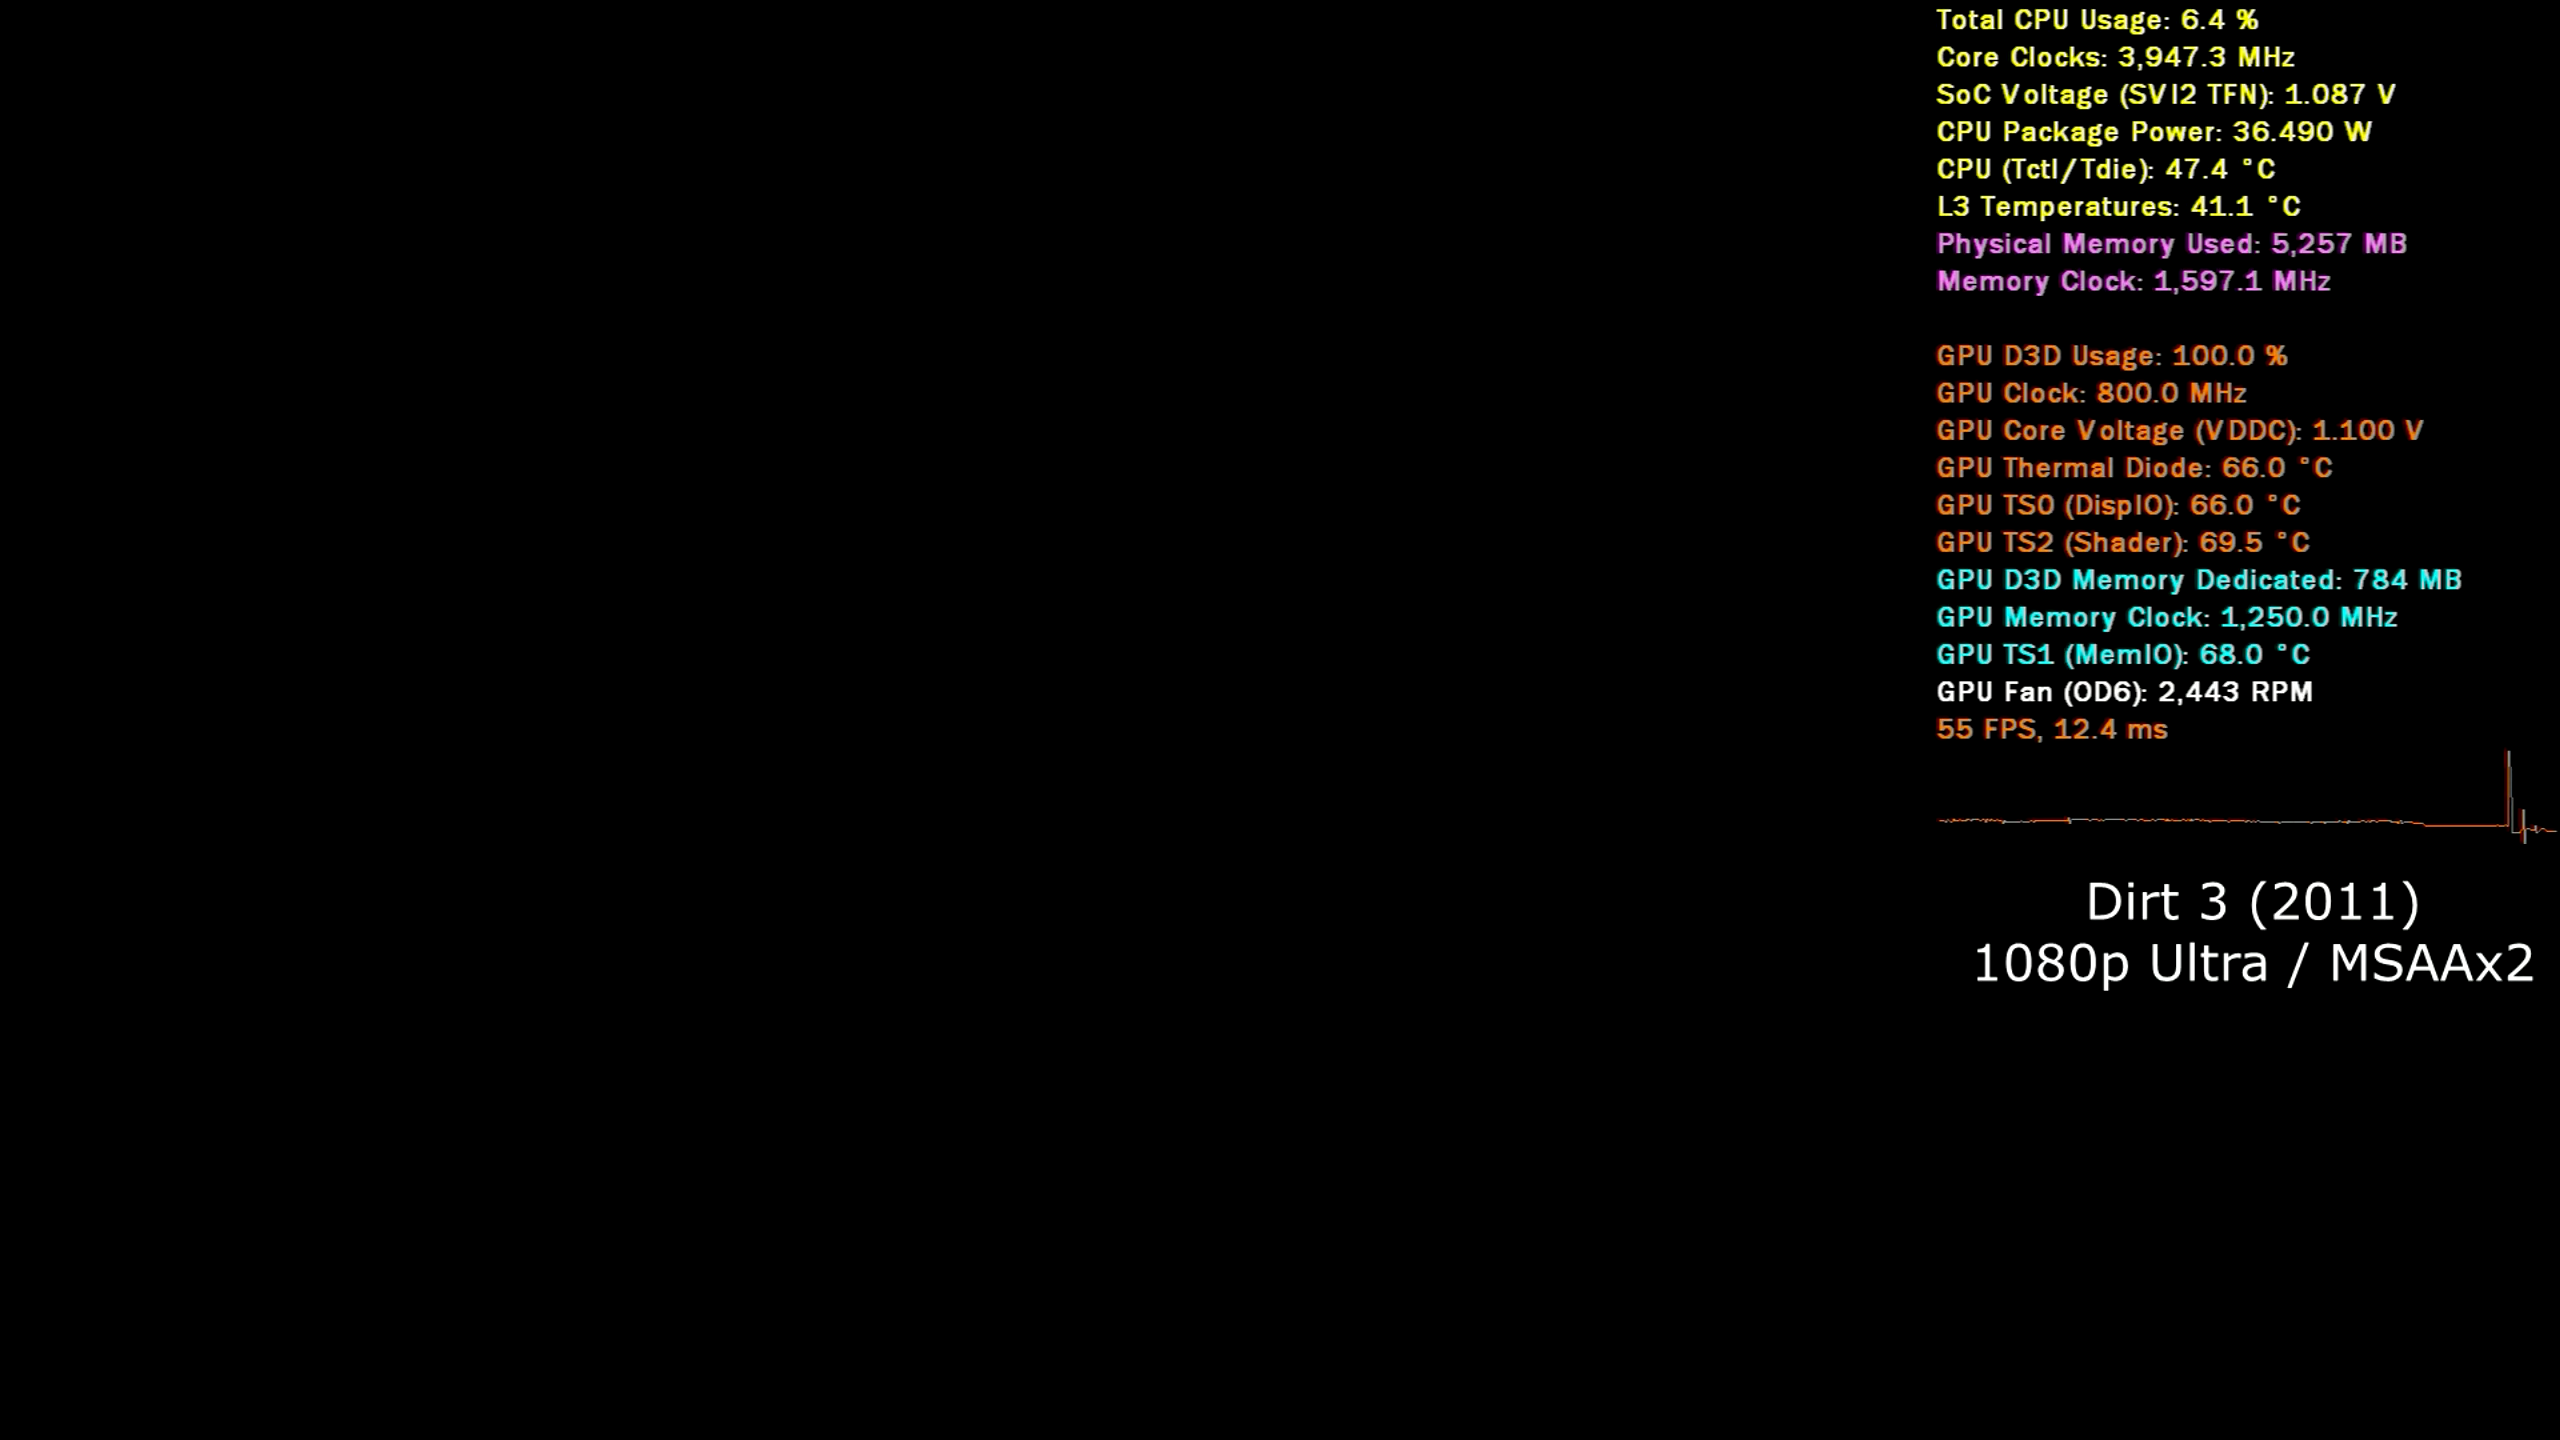 Total CPU Usage: 6.4 %
Core Clocks: 3,947.3 MHz
SoC Voltage (SVI2 TFN): 1.087 V
CPU Package Power: 36.490 W
CPU (Tctl/Tdie): 47.4 °C
L3 Temperatures: 41.1 °C
Physical Memory Used: 5,257 MB
Memory Clock: 1,597.1 MHz
GPU D3D Usage: 100.0 %
GPU Clock: 800.0 MHz
GPU Core Voltage (VDDC): 1.100 V
GPU Thermal Diode: 66.0 °C
GPU TS0 (DispIO): 66.0 °C
GPU TS2 (Shader): 69.5 °C
GPU D3D Memory Dedicated: 784 MB
GPU Memory Clock: 1,250.0 MHz
GPU TS1 (MemIO): 68.0 °C
GPU Fan (OD6): 2,443 RPM
55 FPS, 12.4 ms
Dirt 3 (2011)
1080p Ultra / MSAAx2